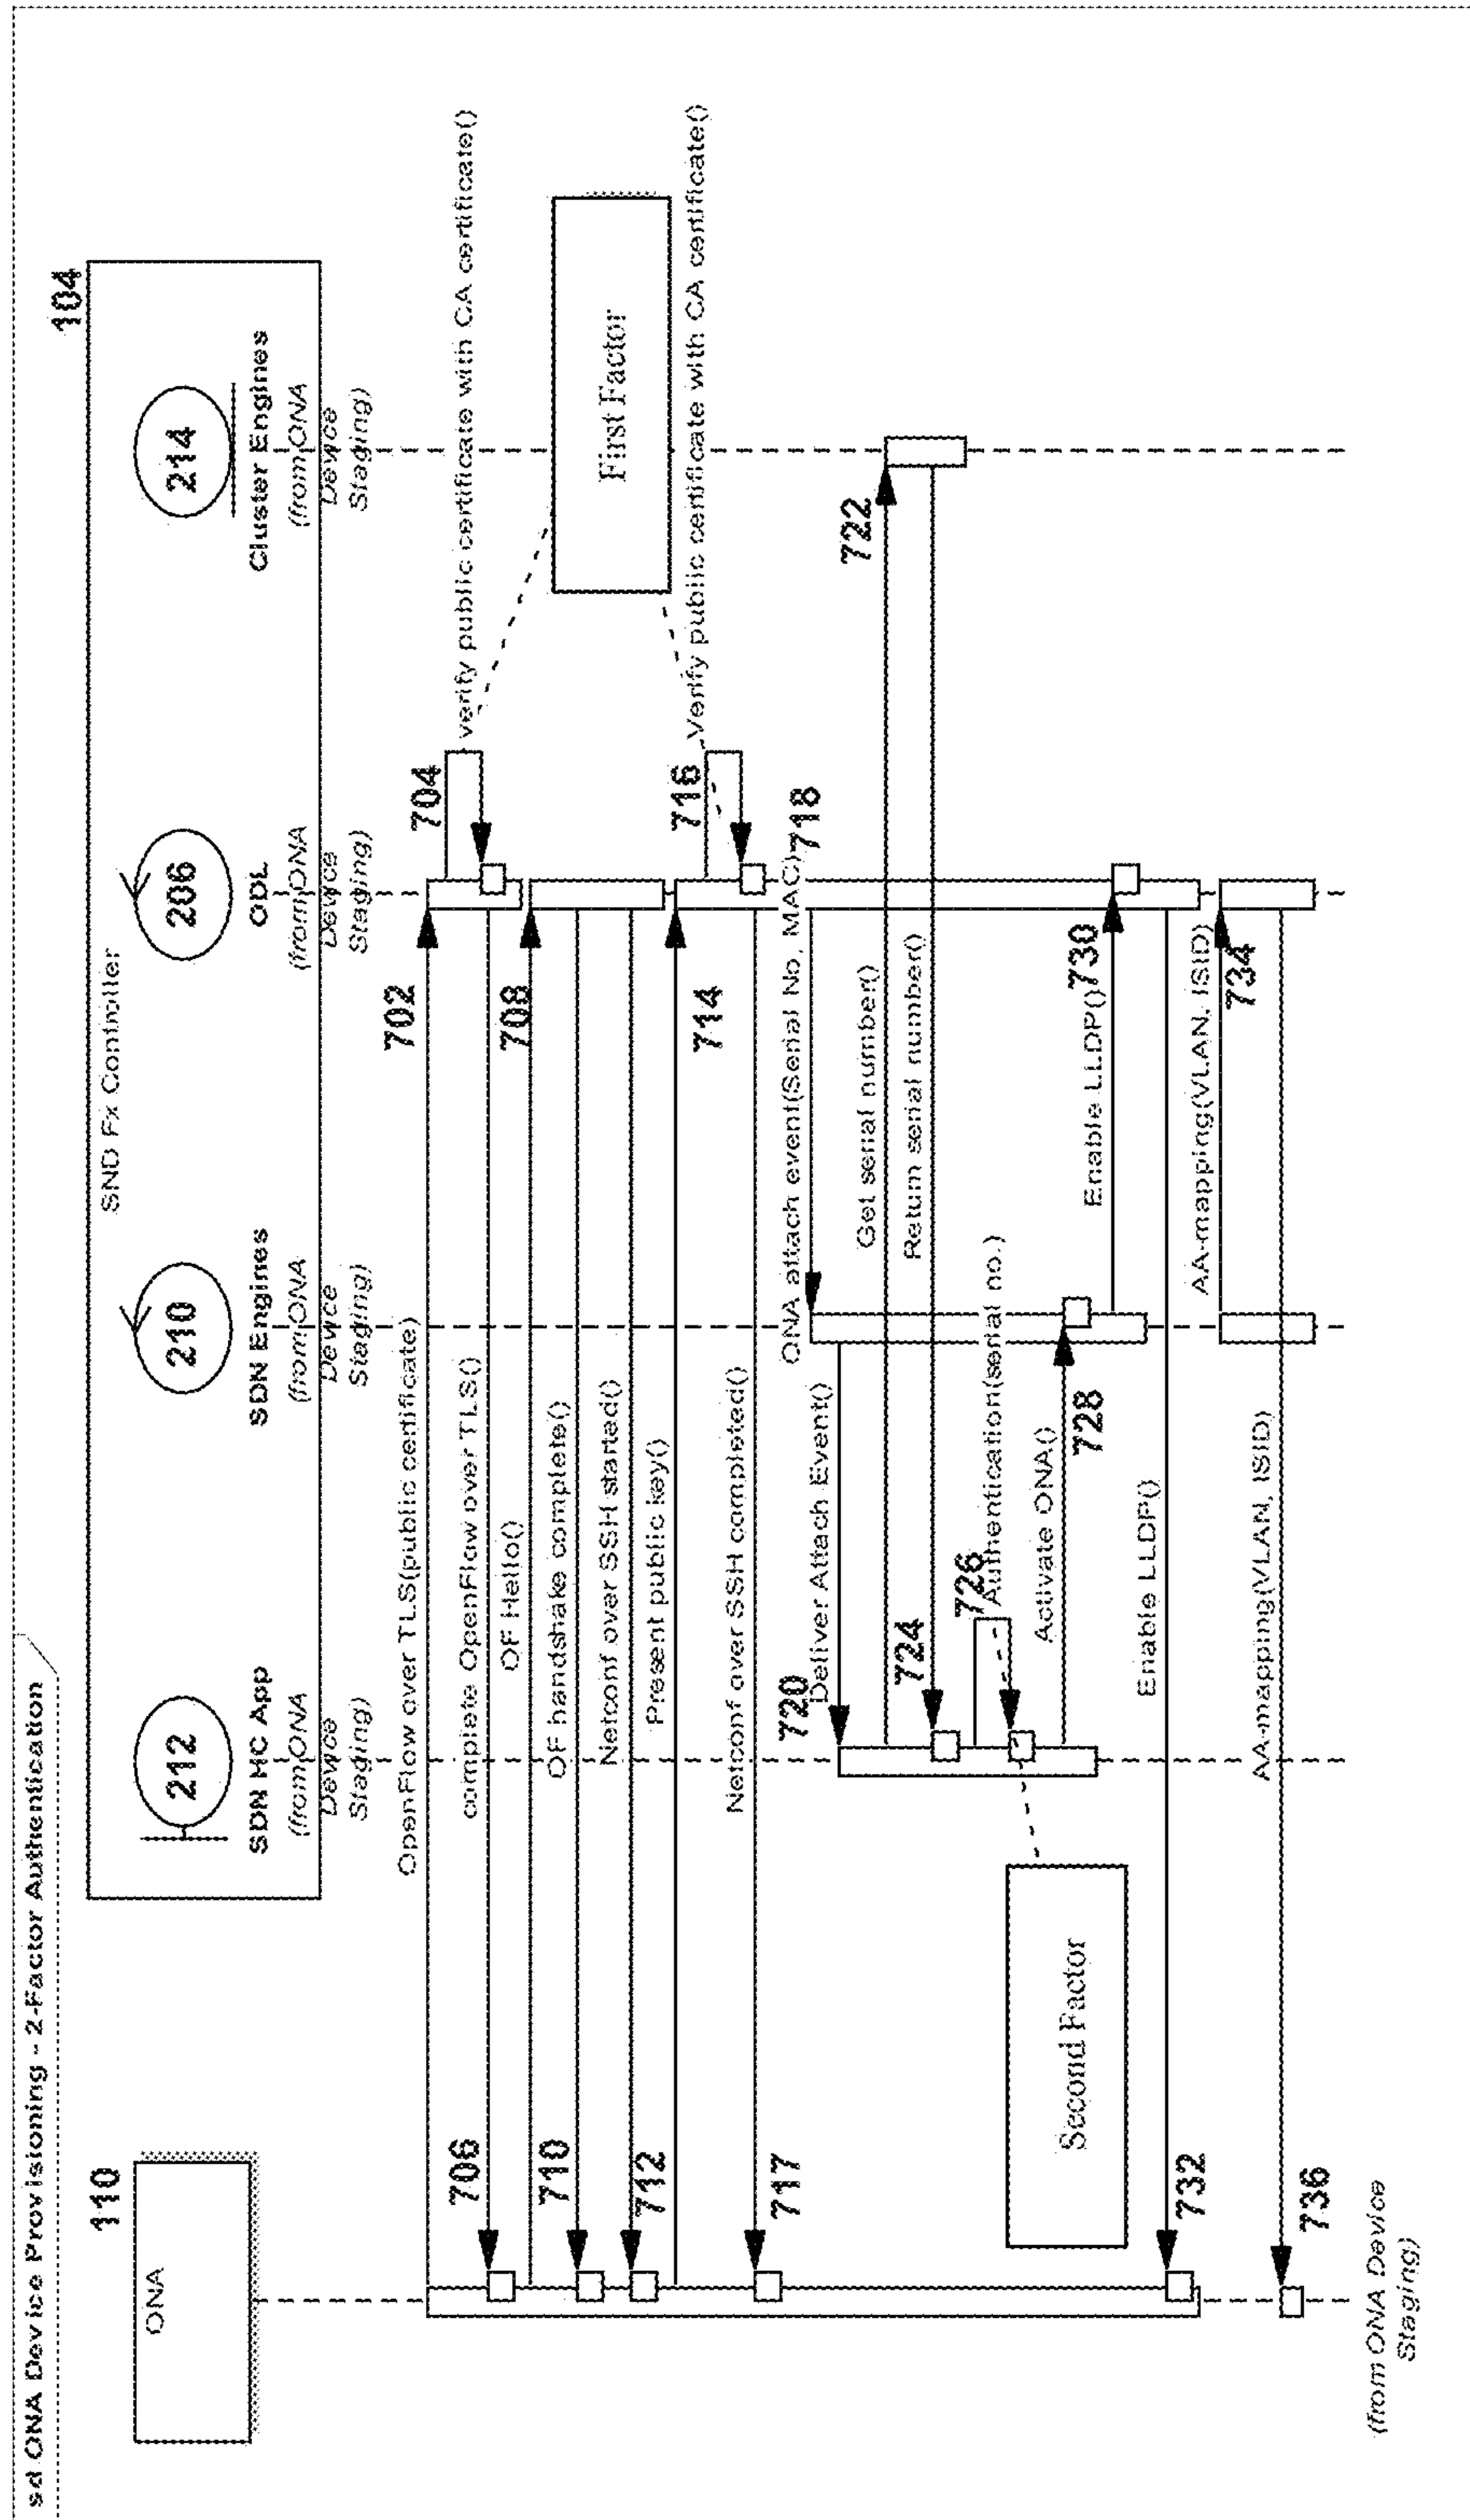 sd ONA Device Provisioning - 2-Factor Authentication
110
ONA
104
SND Fx Controller
212
SDN HC App
(from ONA
Device
Staging)
210
SDN Engines
(from ONA
Device
Staging)
206
ODL
(from ONA
Device
Staging)
214
Cluster Engines
(from ONA
Device
Staging)
OpenFlow over TLS(public certificate)
702
704
verify public certificate with CA certificate()
706
complete OpenFlow over TLS()
OF Hello()
708
710
OF handshake complete()
First Factor
712
Netconf over SSH started()
Present public key()
714
716
Verify public certificate with CA certificate()
717
Netconf over SSH completed()
ONA attach event(Serial No, MAC)
718
720
Deliver Attach Event()
Get serial number()
722
724
Return serial number()
726
Authentication(serial no.)
Activate ONA()
728
Second Factor
Enable LLDP()
730
732
Enable LLDP()
AA-mapping(VLAN, ISID)
734
AA-mapping(VLAN, ISID)
736
(from ONA Device
Staging)